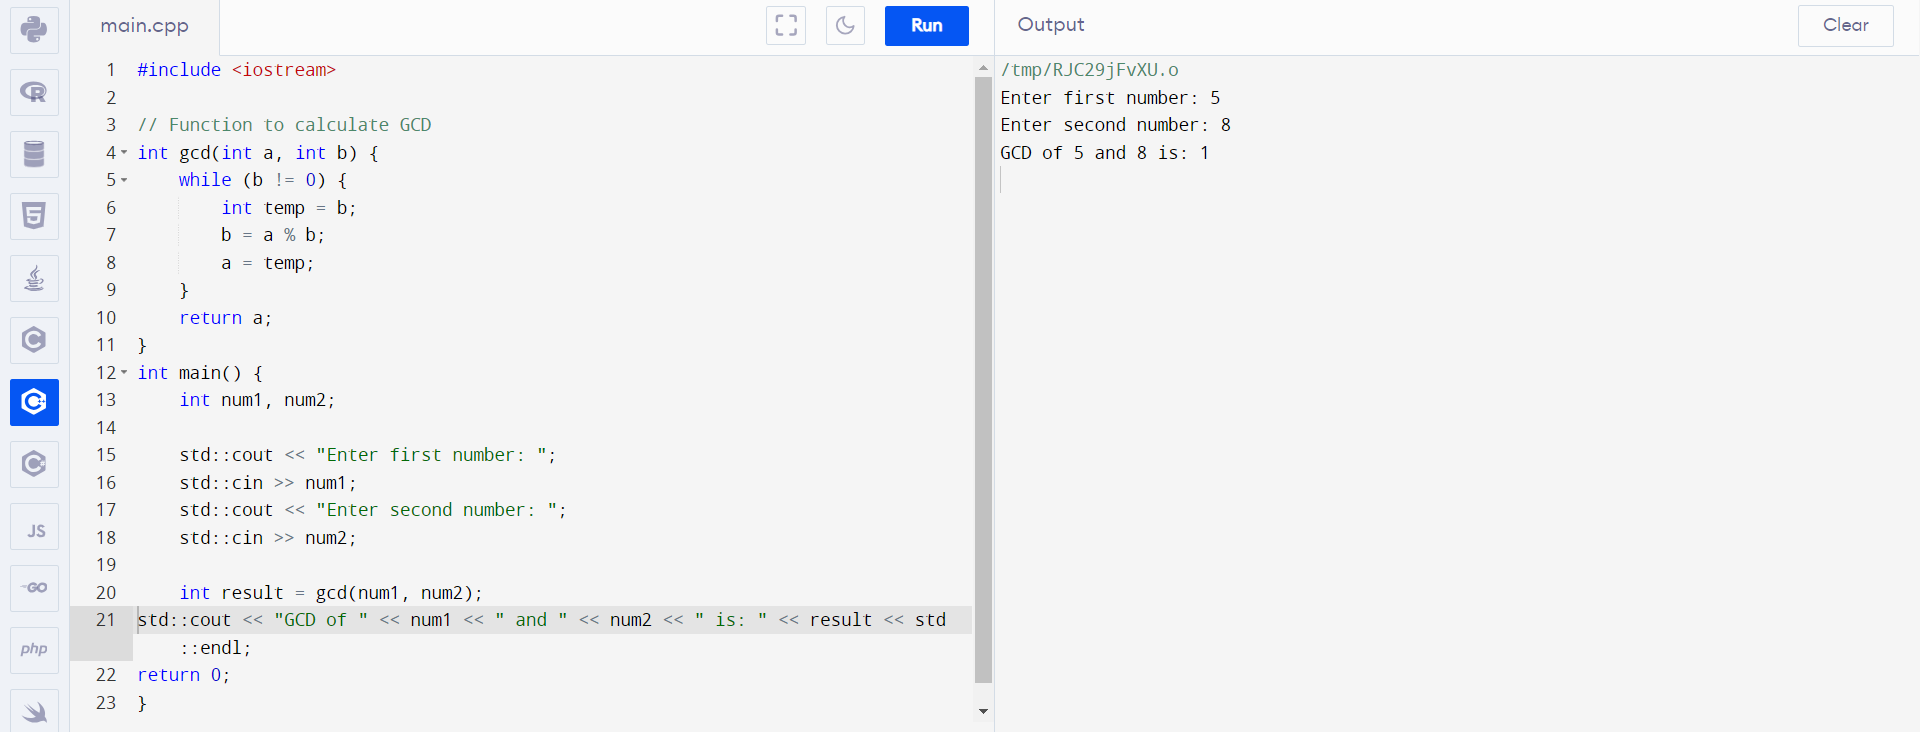 main.cpp
Run
Output
Clear
1 #include <iostream>
2
3 // Function to calculate GCD
4 int gcd(int a, int b) {
5     while (b != 0) {
6         int temp = b;
7         b = a % b;
8         a = temp;
9     }
10     return a;
11 }
12 int main() {
13     int num1, num2;
14
15     std::cout << "Enter first number: ";
16     std::cin >> num1;
17     std::cout << "Enter second number: ";
18     std::cin >> num2;
19
20     int result = gcd(num1, num2);
21 std::cout << "GCD of " << num1 << " and " << num2 << " is: " << result << std
    ::endl;
22 return 0;
23 }
/tmp/RJC29jFvXU.o
Enter first number: 5
Enter second number: 8
GCD of 5 and 8 is: 1
R
5
C
C++
C
JS
GO
php